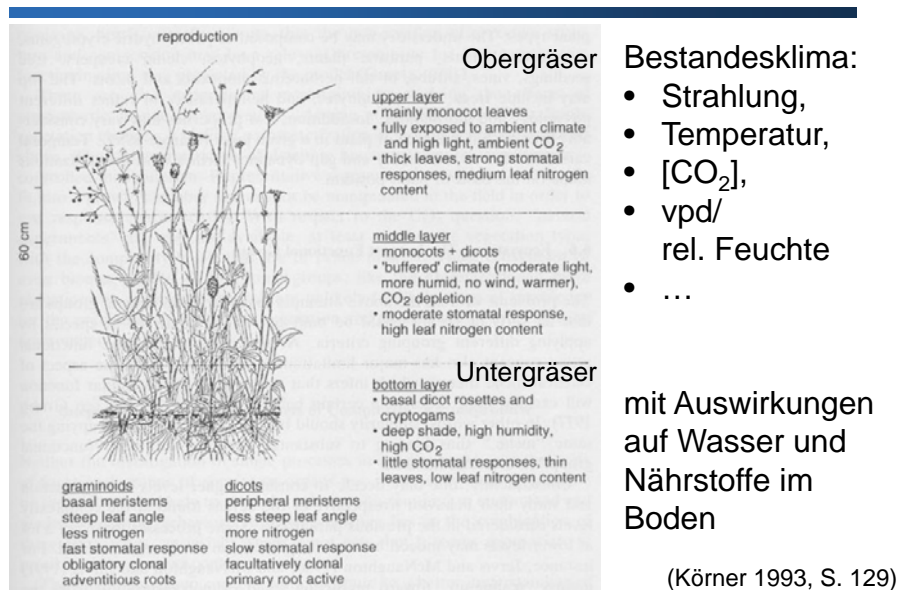 reproduction
Obergräser
upper layer
• mainly monocot leaves
• fully exposed to ambient climate
and high light, ambient CO₂
• thick leaves, strong stomatal
responses, medium leaf nitrogen
content
60 cm
middle layer
• monocots + dicots
• 'buffered' climate (moderate light,
more humid, no wind, warmer),
CO₂ depletion
• moderate stomatal response,
high leaf nitrogen content
Untergräser
bottom layer
• basal dicot rosettes and
cryptogams
• deep shade, high humidity,
high CO₂
• little stomatal responses, thin
leaves, low leaf nitrogen content
graminoids
basal meristems
steep leaf angle
less nitrogen
fast stomatal response
obligatory clonal
adventitious roots
dicots
peripheral meristems
less steep leaf angle
more nitrogen
slow stomatal response
facultatively clonal
primary root active
Bestandesklima:
• Strahlung,
• Temperatur,
• [CO₂],
• vpd/
rel. Feuchte
• …
mit Auswirkungen
auf Wasser und
Nährstoffe im
Boden
(Körner 1993, S. 129)